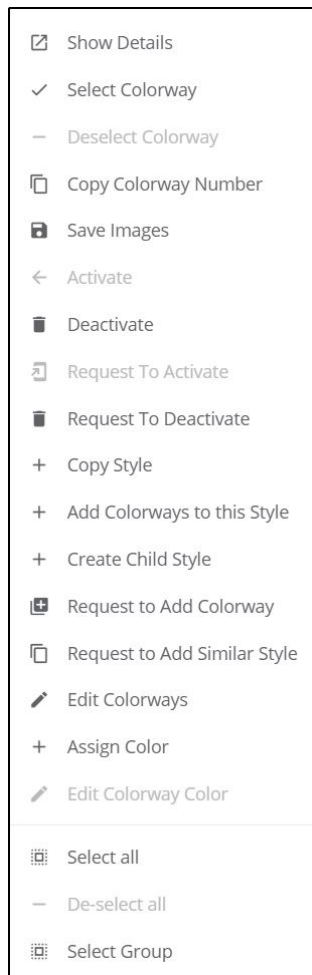 Show Details
Select Colorway
Deselect Colorway
Copy Colorway Number
Save Images
Activate
Deactivate
Request To Activate
Request To Deactivate
Copy Style
Add Colorways to this Style
Create Child Style
Request to Add Colorway
Request to Add Similar Style
Edit Colorways
Assign Color
Edit Colorway Color
Select all
De-select all
Select Group